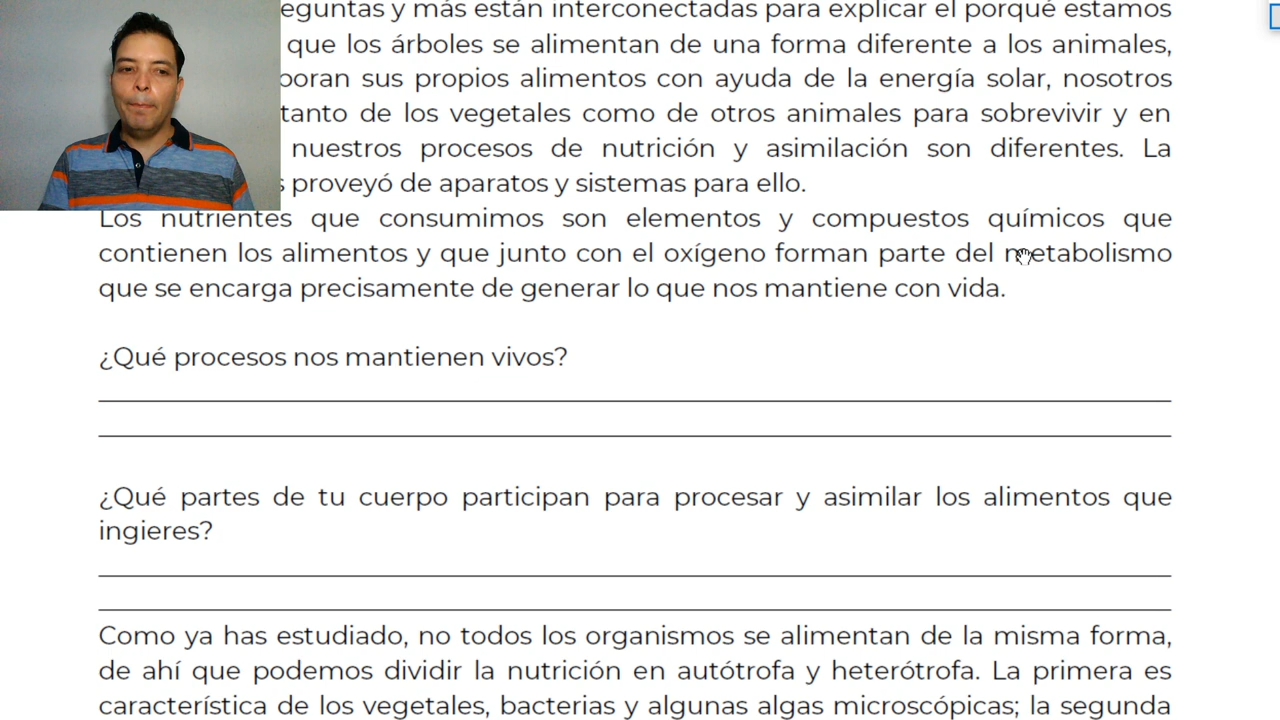 eguntas y más están interconectadas para explicar el porqué estamos
que los árboles se alimentan de una forma diferente a los animales,
boran sus propios alimentos con ayuda de la energía solar, nosotros
tanto de los vegetales como de otros animales para sobrevivir y en
nuestros procesos de nutrición y asimilación son diferentes. La
s proveyó de aparatos y sistemas para ello.
Los nutrientes que consumimos son elementos y compuestos químicos que
contienen los alimentos y que junto con el oxígeno forman parte del metabolismo
que se encarga precisamente de generar lo que nos mantiene con vida.
¿Qué procesos nos mantienen vivos?
¿Qué partes de tu cuerpo participan para procesar y asimilar los alimentos que
ingieres?
Como ya has estudiado, no todos los organismos se alimentan de la misma forma,
de ahí que podemos dividir la nutrición en autótrofa y heterótrofa. La primera es
característica de los vegetales, bacterias y algunas algas microscópicas; la segunda